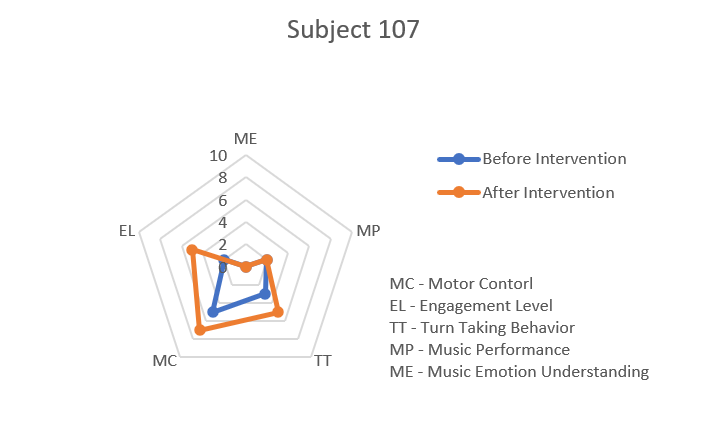 Subject 107
ME
10
8
6
4
2
0
EL
MP
MC
TT
Before Intervention
After Intervention
MC - Motor Contorl
EL - Engagement Level
TT - Turn Taking Behavior
MP - Music Performance
ME - Music Emotion Understanding